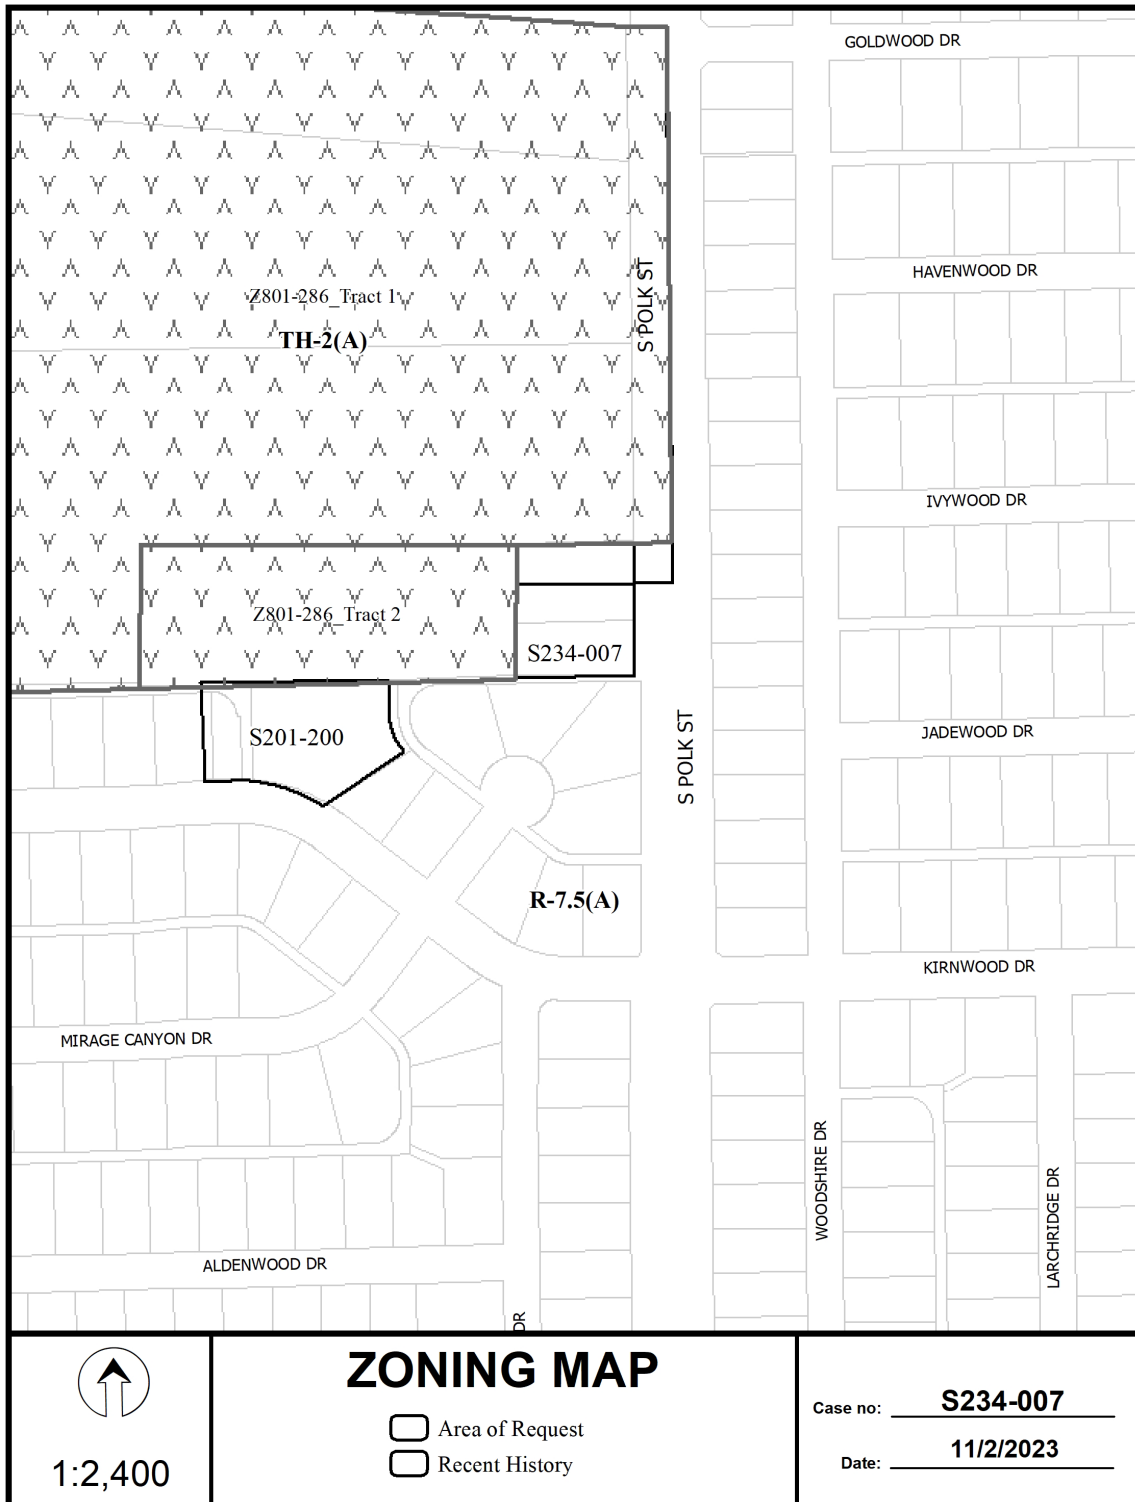 GOLDWOOD DR
HAVENWOOD DR
S POLK ST
Z801-286_Tract 1
TH-2(A)
IVYWOOD DR
Z801-286_Tract 2
S234-007
S201-200
S POLK ST
JADEWOOD DR
R-7.5(A)
KIRNWOOD DR
MIRAGE CANYON DR
WOODSHIRE DR
LARCHRIDGE DR
ALDENWOOD DR
DR
1:2,400
ZONING MAP
Area of Request
Recent History
Case no: S234-007
Date: 11/2/2023